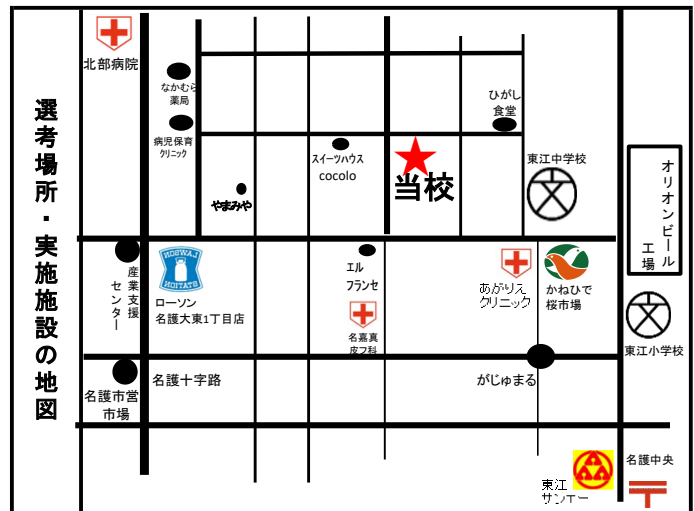 選考場所・実施施設の地図
北部病院
なかむら
薬局
病児保育
クリニック
やまみや
スイーツハウス
cocolo
当校
ひがし
食堂
東江中学校
オリオンビール
工場
産業支援
センター
LAWSON
STATION
ローソン
名護大東1丁目店
エル
フランセ
名嘉真
皮フ科
あがりえ
クリニック
かねひで
桜市場
東江小学校
文
文
名護市営
市場
名護十字路
がじゅまる
東江
サンエー
名護中央